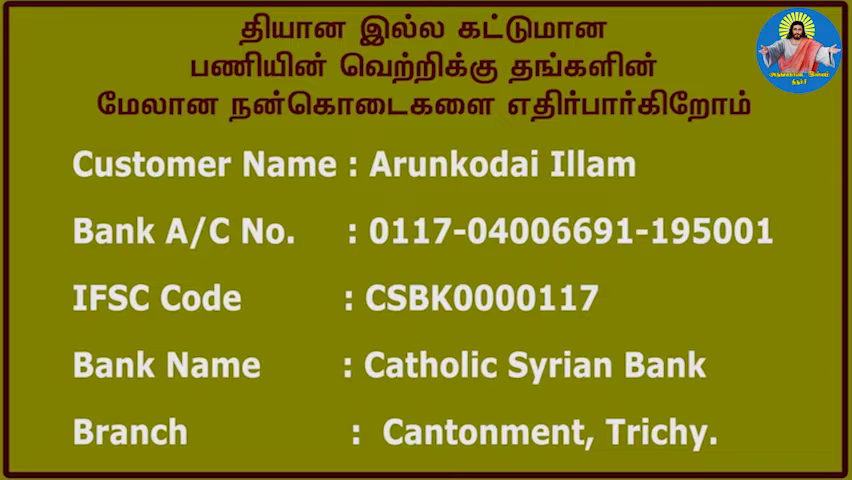 தியான இல்ல கட்டுமான
பணியின் வெற்றிக்கு தங்களின்
மேலான நன்கொடைகளை எதிர்பார்கிறோம்
Customer Name : Arunkodai Illam
Bank A/C No. : 0117-04006691-195001
IFSC Code : CSBK0000117
Bank Name : Catholic Syrian Bank
Branch : Cantonment, Trichy.